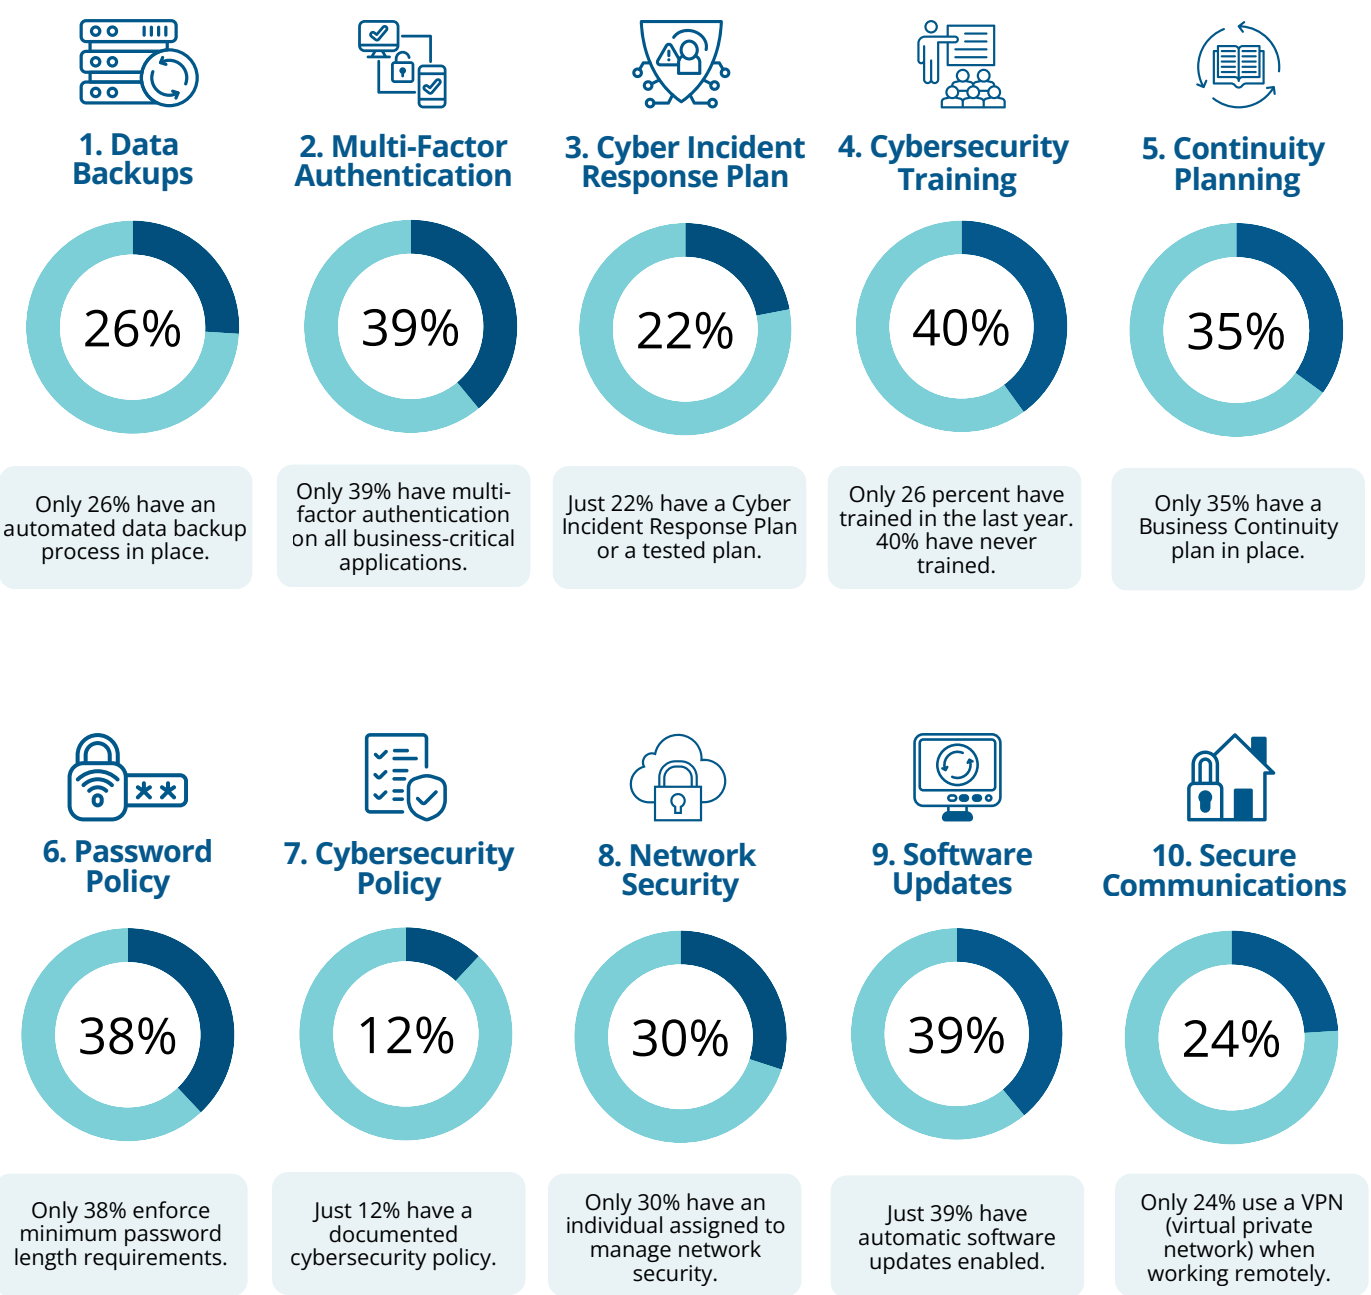 1. Data
Backups
2. Multi-Factor
Authentication
3. Cyber Incident
Response Plan
4. Cybersecurity
Training
5. Continuity
Planning
26%
39%
22%
40%
35%
Only 26% have an
automated data backup
process in place.
Only 39% have multi-
factor authentication
on all business-critical
applications.
Just 22% have a Cyber
Incident Response Plan
or a tested plan.
Only 26 percent have
trained in the last year.
40% have never
trained.
Only 35% have a
Business Continuity
plan in place.
**
6. Password
Policy
7. Cybersecurity
Policy
8. Network
Security
9. Software
Updates
10. Secure
Communications
38%
12%
30%
39%
24%
Only 38% enforce
minimum password
length requirements.
Just 12% have a
documented
cybersecurity policy.
Only 30% have an
individual assigned to
manage network
security.
Just 39% have
automatic software
updates enabled.
Only 24% use a VPN
(virtual private
network) when
working remotely.